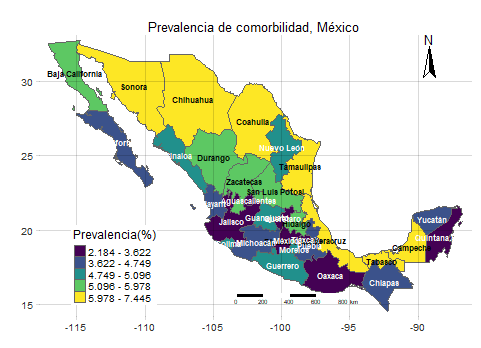 Prevalencia de comorbilidad, México
N
Baja California
Sonora
Chihuahua
Coahuila
Nuevo León
Sinaloa
Durango
Tamaulipas
Zacatecas
San Luis Potosí
Aguascalientes
Nayarit
Jalisco
Guanajuato
Hidalgo
Yucatán
Quintana
Veracruz
Campeche
Colima
Michoacán
México
Morelos
Puebla
Tabasco
Guerrero
Oaxaca
Chiapas
Prevalencia(%)
2.184 - 3.622
3.622 - 4.749
4.749 - 5.096
5.096 - 5.978
5.978 - 7.445
0 200 400 600 800 km
30
25
20
15
-115 -110 -105 -100 -95 -90